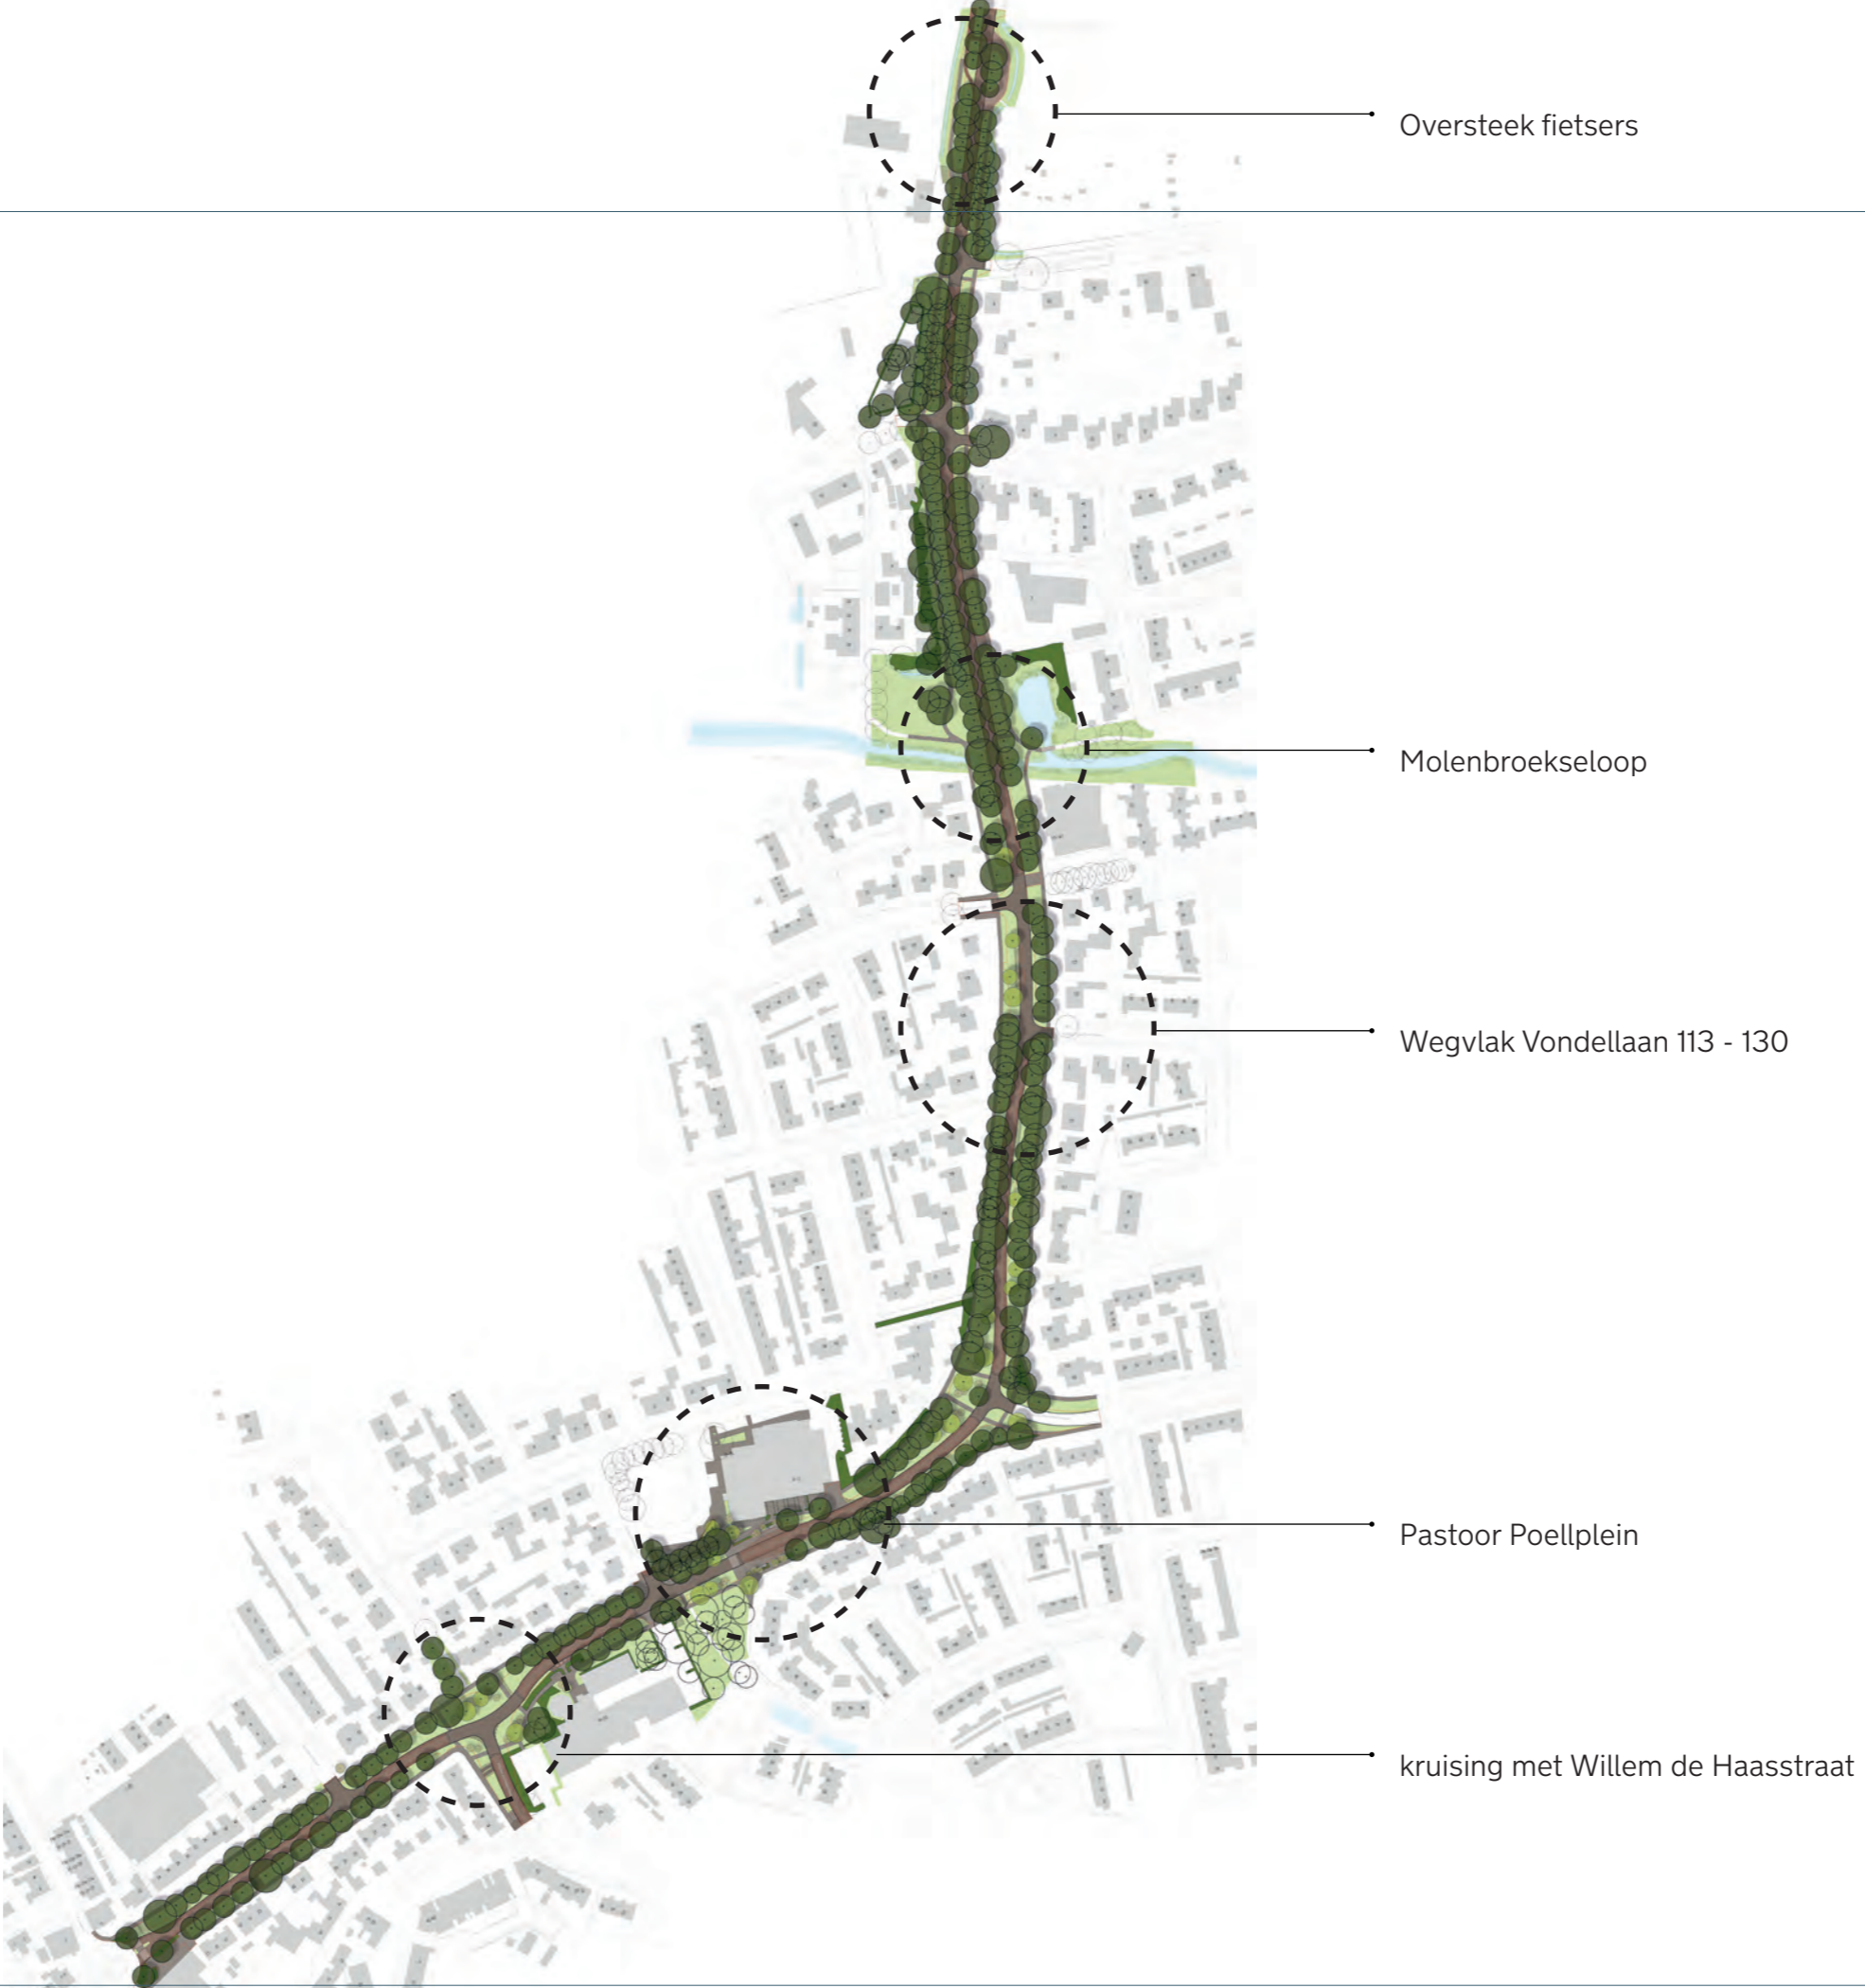 Oversteek fietsers
Molenbroekseloop
Wegvlak Vondellaan 113 - 130
Pastoor Poellplein
kruising met Willem de Haasstraat